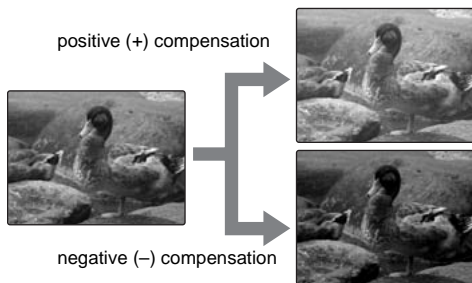 positive (+) compensation
negative (–) compensation